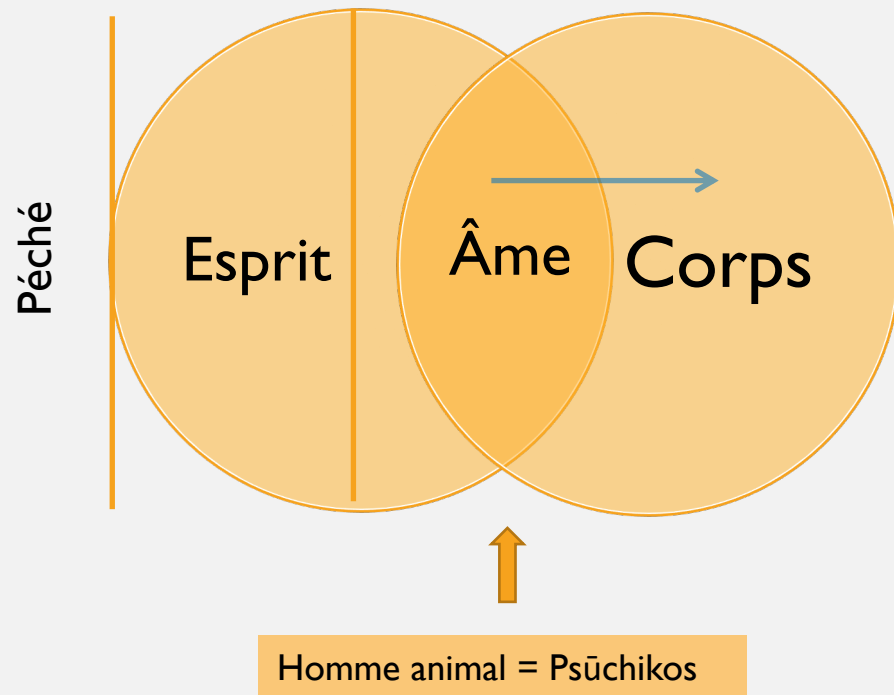 Péché
Esprit
Âme
Corps
Homme animal = Psūchikos